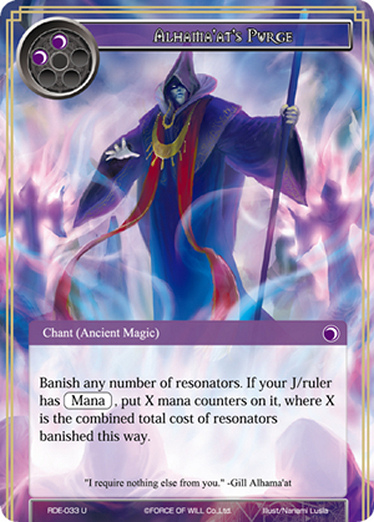 Alhama'at's Purge
Chant (Ancient Magic)
Banish any number of resonators. If your J/ruler
has Mana , put X mana counters on it, where X
is the combined total cost of resonators
banished this way.
"I require nothing else from you." -Gill Alhama'at
RDE-033 U ©FORCE OF WILL Co.,Ltd. Illust/Nanami Lusia